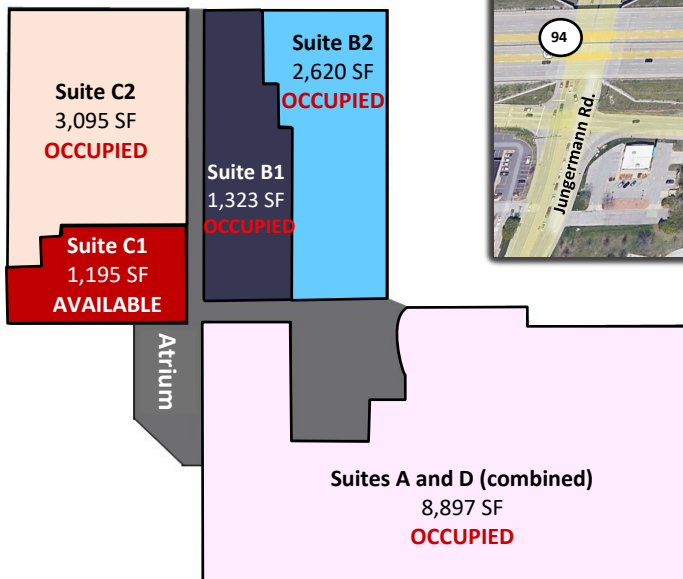 Suite C2
3,095 SF
OCCUPIED
Suite B2
2,620 SF
OCCUPIED
Suite B1
1,323 SF
OCCUPIED
Suite C1
1,195 SF
AVAILABLE
Atrium
Suites A and D (combined)
8,897 SF
OCCUPIED
94
Jungermann Rd.